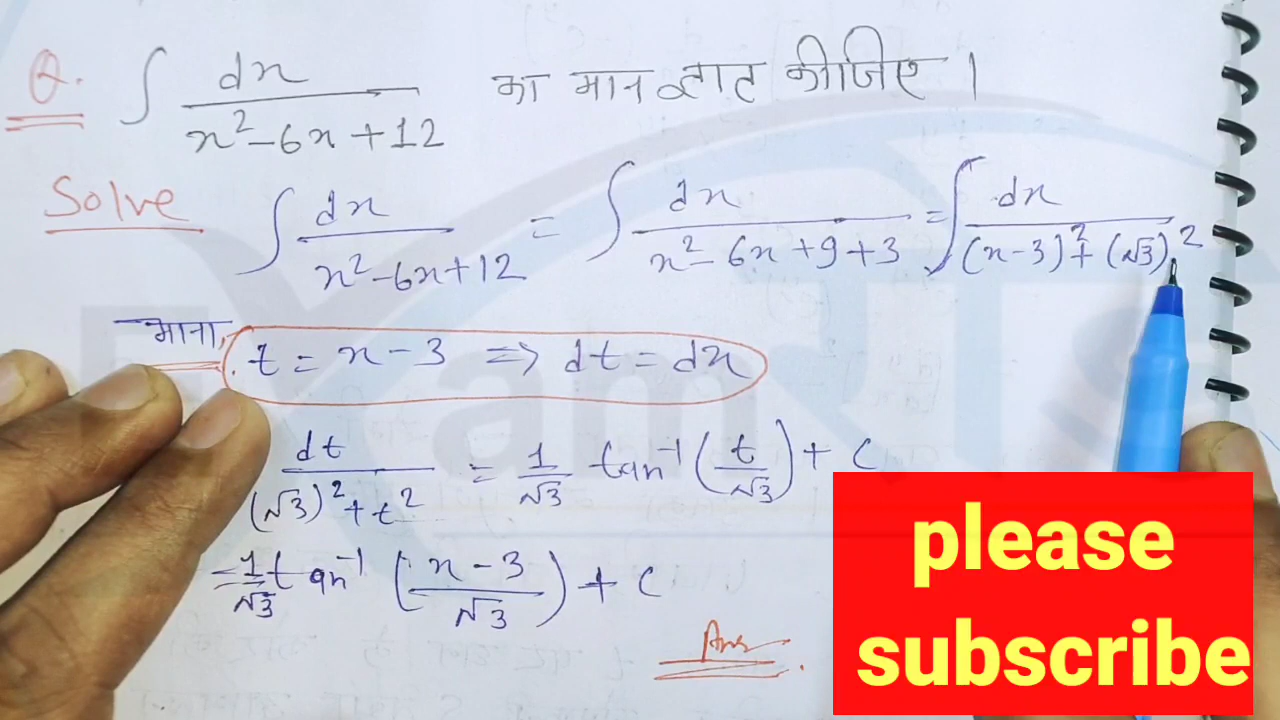 Q. ∫ dx / (x² - 6x + 12) का मान ज्ञात कीजिए ।
Solve ∫ dx / (x² - 6x + 12) = ∫ dx / (x² - 6x + 9 + 3) = ∫ dx / ((x-3)² + (√3)²)
माना, t = x - 3 ⇒ dt = dx
dt / ((√3)² + t²) = 1/√3 tan⁻¹ (t/√3) + C
= 1/√3 tan⁻¹ ((x - 3)/√3) + C
Ans.
please
subscribe